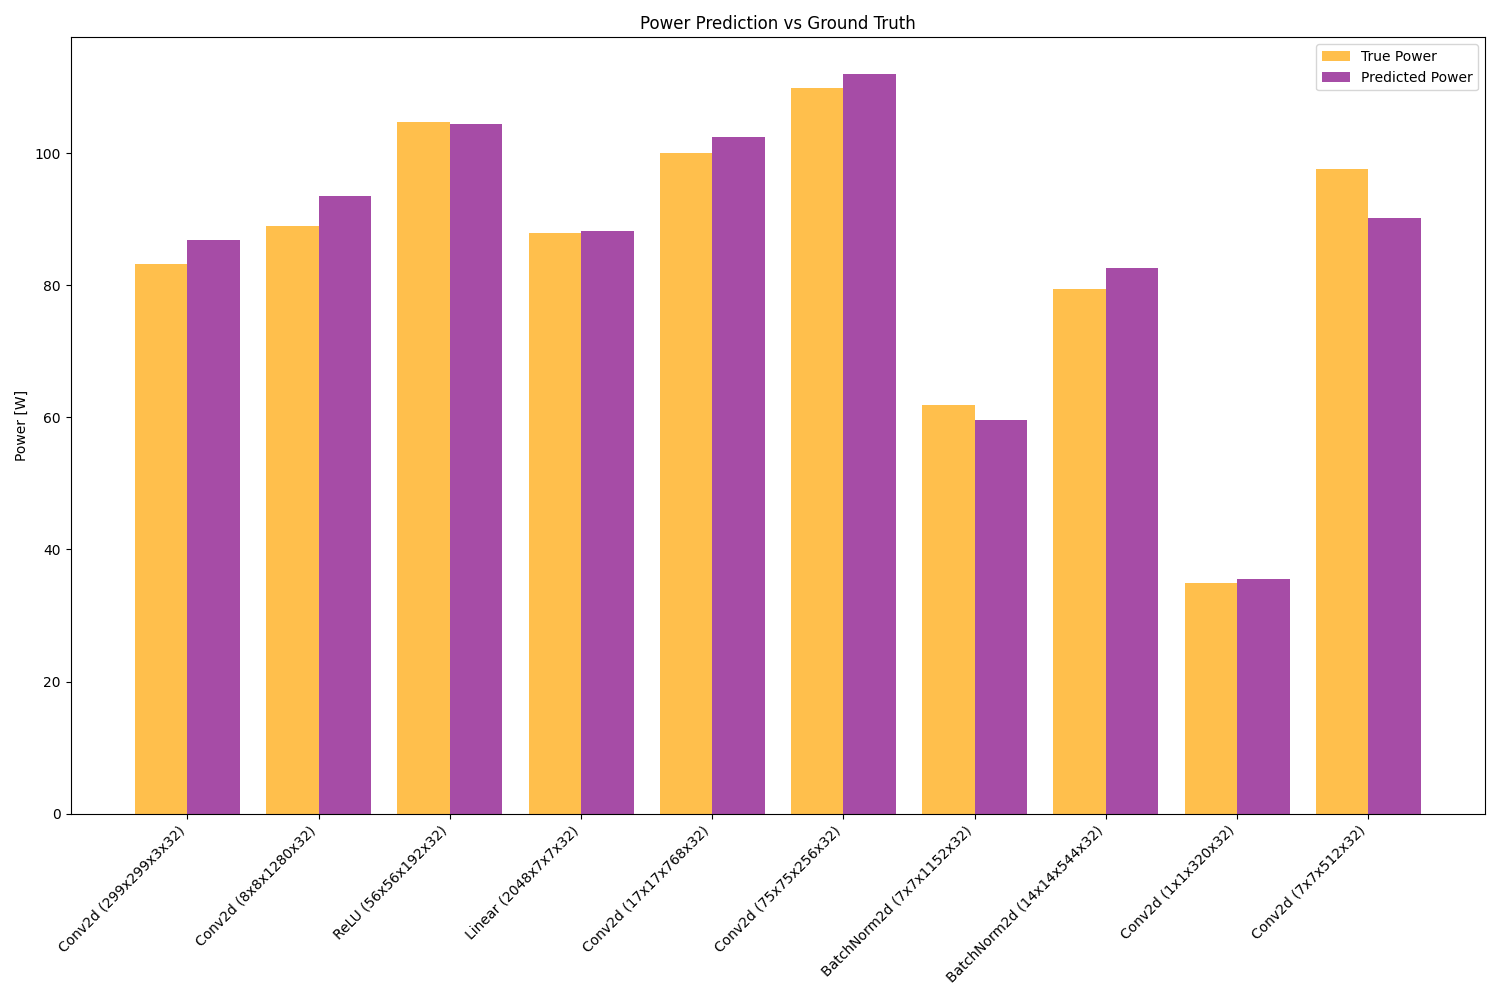 Power Prediction vs Ground Truth
True Power
Predicted Power
Power [W]
100
80
60
40
20
0
Conv2d (299x299x3x32)
Conv2d (8x8x1280x32)
ReLU (56x56x192x32)
Linear (2048x7x7x32)
Conv2d (17x17x768x32)
Conv2d (75x75x256x32)
BatchNorm2d (7x7x1152x32)
BatchNorm2d (14x14x544x32)
Conv2d (1x1x320x32)
Conv2d (7x7x512x32)